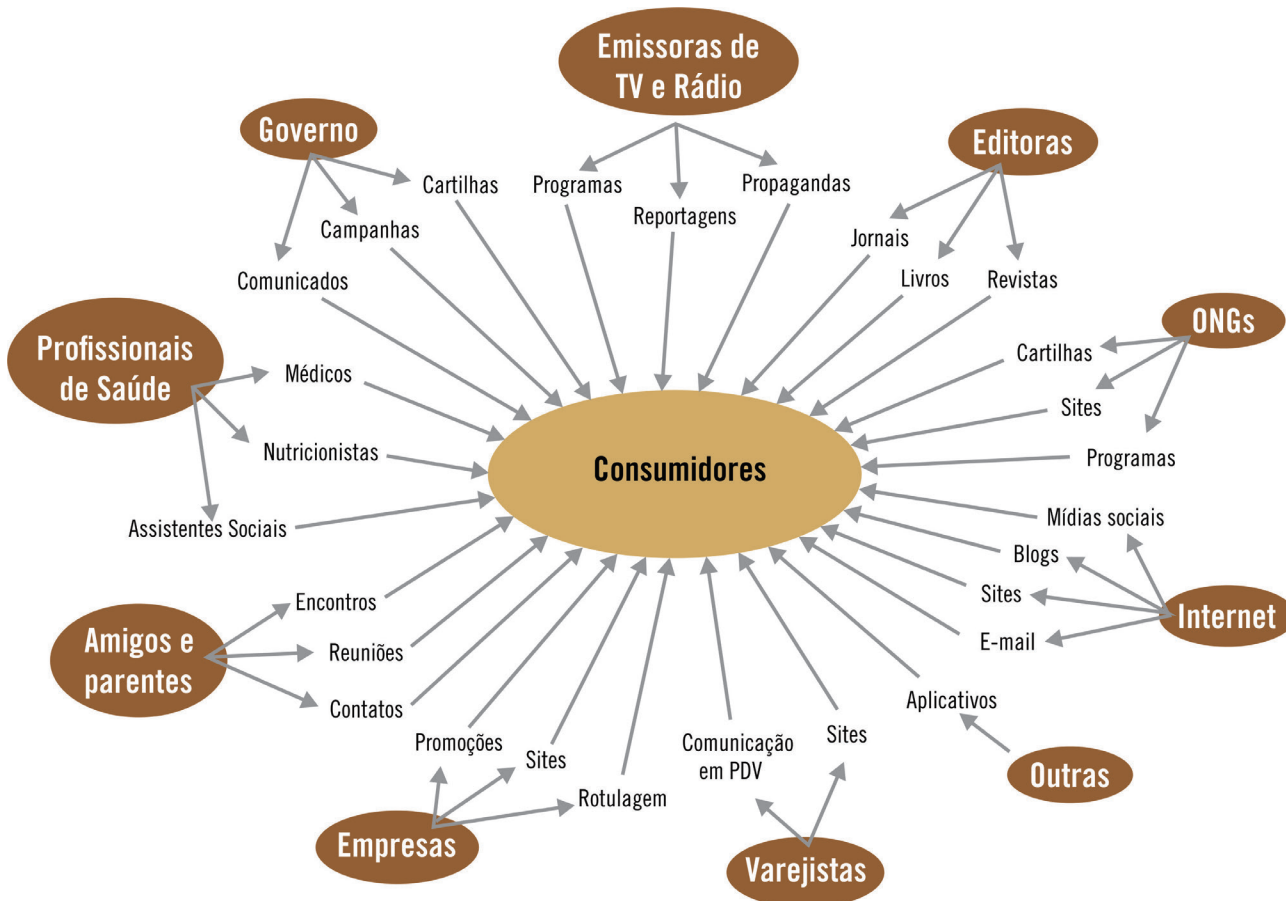 Emissoras de
TV e Rádio
Governo
Editoras
Cartilhas
Programas
Propagandas
Reportagens
Campanhas
Jornais
Comunicados
Livros
Revistas
ONGs
Profissionais
de Saúde
Cartilhas
Médicos
Sites
Nutricionistas
Consumidores
Programas
Assistentes Sociais
Mídias sociais
Blogs
Encontros
Sites
Internet
Amigos e
parentes
Reuniões
E-mail
Contatos
Aplicativos
Promoções
Sites
Comunicação
em PDV
Sites
Outras
Rotulagem
Empresas
Varejistas